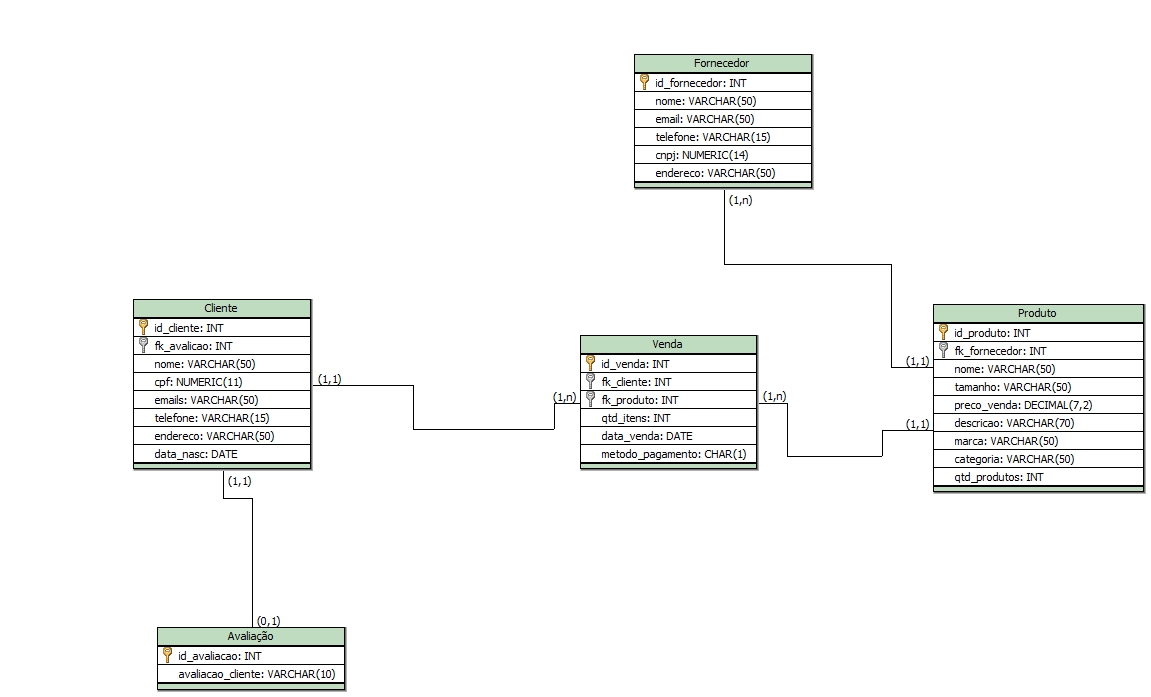 Fornecedor
id_fornecedor: INT
nome: VARCHAR(50)
email: VARCHAR(50)
telefone: VARCHAR(15)
cnpj: NUMERIC(14)
endereco: VARCHAR(50)
(1,n)
Cliente
id_cliente: INT
fk_avalicao: INT
nome: VARCHAR(50)
cpf: NUMERIC(11)
emails: VARCHAR(50)
telefone: VARCHAR(15)
endereco: VARCHAR(50)
data_nasc: DATE
(1,1)
(1,1)
Venda
id_venda: INT
fk_cliente: INT
fk_produto: INT
qtd_itens: INT
data_venda: DATE
metodo_pagamento: CHAR(1)
(1,n)
(1,n)
Produto
id_produto: INT
fk_fornecedor: INT
nome: VARCHAR(50)
tamanho: VARCHAR(50)
preco_venda: DECIMAL(7,2)
descricao: VARCHAR(70)
marca: VARCHAR(50)
categoria: VARCHAR(50)
qtd_produtos: INT
(1,1)
(1,1)
(0,1)
Avaliação
id_avaliacao: INT
avaliacao_cliente: VARCHAR(10)